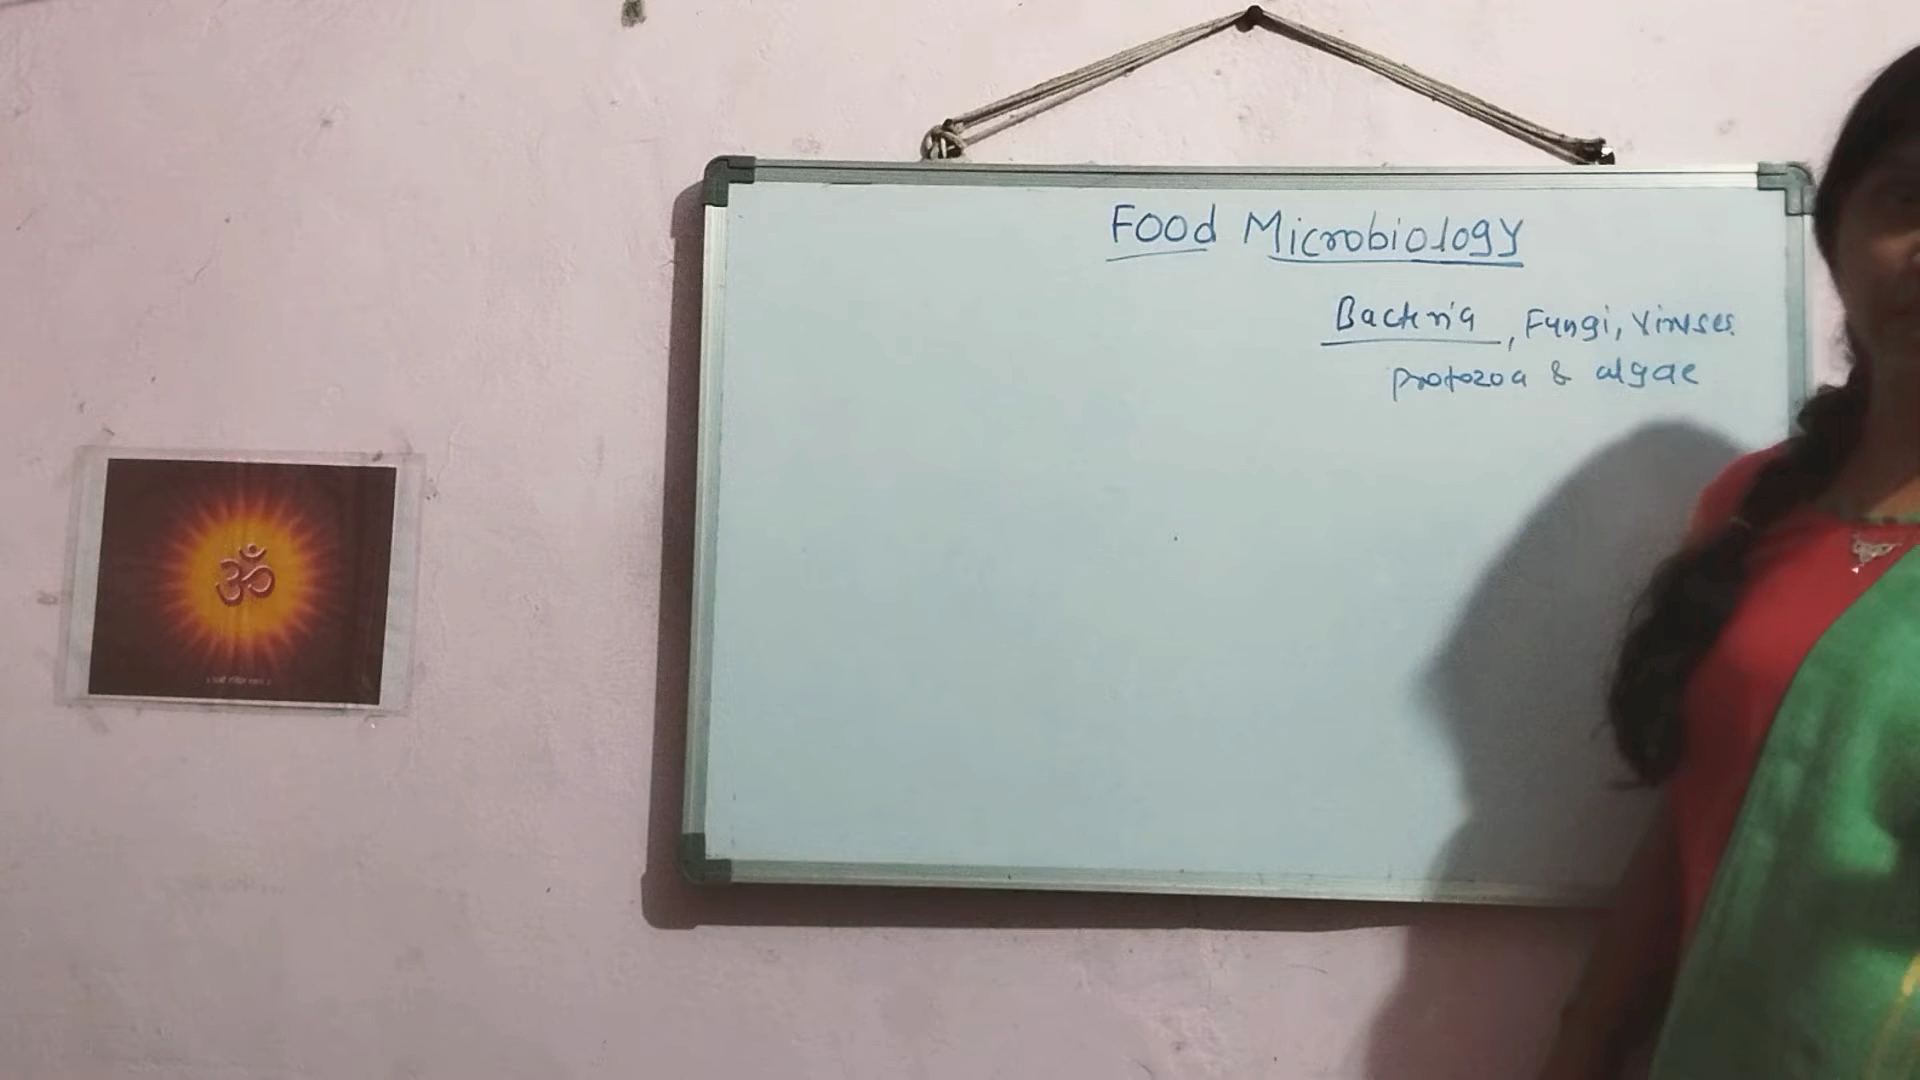 Food Microbiology
Bacteria, Fungi, Viruses
protozoa & algae
ॐ